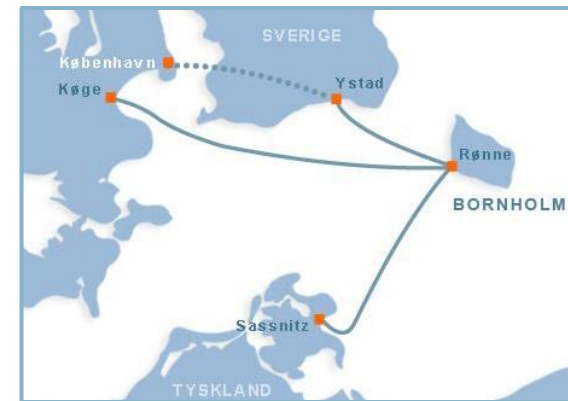 SVERIGE
København
Køge
Ystad
Rønne
BORNHOLM
Sassnitz
TYSKLAND